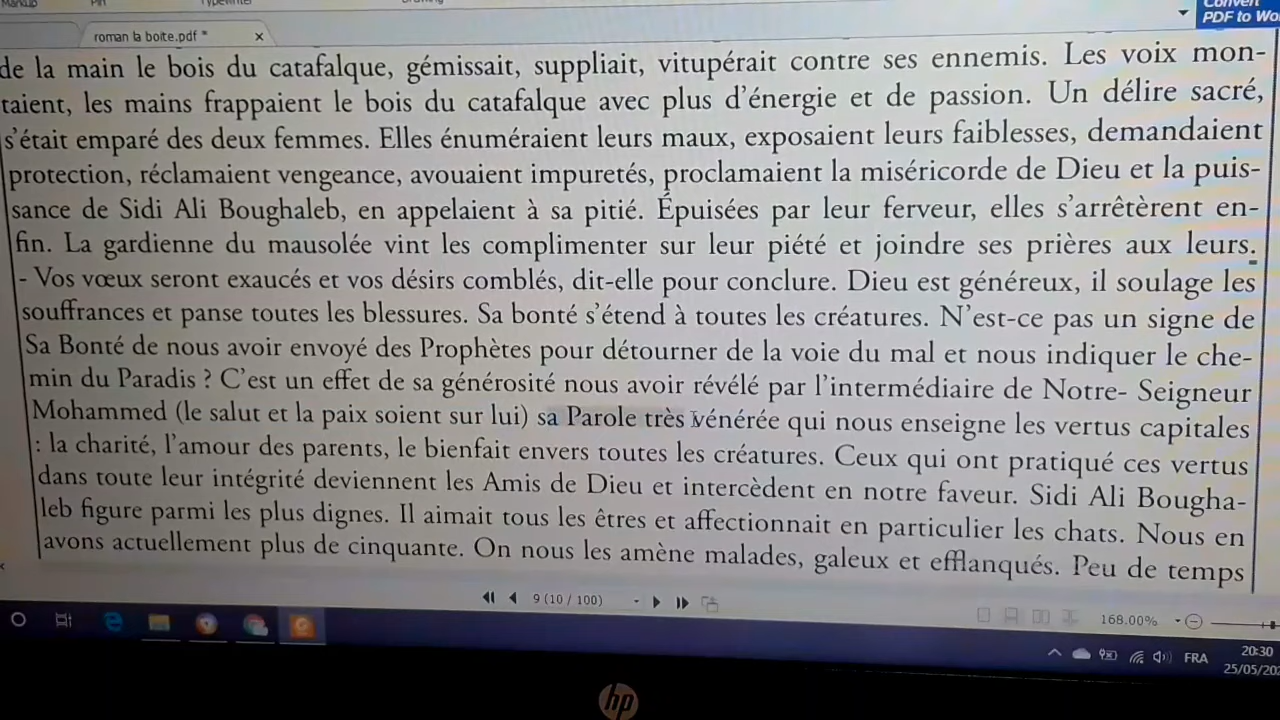 Convert
PDF to Wo
roman la boite.pdf *
de la main le bois du catafalque, gémissait, suppliait, vitupérait contre ses ennemis. Les voix mon-
taient, les mains frappaient le bois du catafalque avec plus d'énergie et de passion. Un délire sacré,
s'était emparé des deux femmes. Elles énuméraient leurs maux, exposaient leurs faiblesses, demandaient
protection, réclamaient vengeance, avouaient impuretés, proclamaient la miséricorde de Dieu et la puis-
sance de Sidi Ali Boughaleb, en appelaient à sa pitié. Épuisées par leur ferveur, elles s'arrêtèrent en-
fin. La gardienne du mausolée vint les complimenter sur leur piété et joindre ses prières aux leurs.
- Vos vœux seront exaucés et vos désirs comblés, dit-elle pour conclure. Dieu est généreux, il soulage les
souffrances et panse toutes les blessures. Sa bonté s'étend à toutes les créatures. N'est-ce pas un signe de
Sa Bonté de nous avoir envoyé des Prophètes pour détourner de la voie du mal et nous indiquer le che-
min du Paradis ? C'est un effet de sa générosité nous avoir révélé par l'intermédiaire de Notre- Seigneur
Mohammed (le salut et la paix soient sur lui) sa Parole très vénérée qui nous enseigne les vertus capitales
: la charité, l'amour des parents, le bienfait envers toutes les créatures. Ceux qui ont pratiqué ces vertus
dans toute leur intégrité deviennent les Amis de Dieu et intercèdent en notre faveur. Sidi Ali Bougha-
leb figure parmi les plus dignes. Il aimait tous les êtres et affectionnait en particulier les chats. Nous en
avons actuellement plus de cinquante. On nous les amène malades, galeux et efflanqués. Peu de temps
9 (10 / 100)
168.00%
FRA
20:30
25/05/20
hp